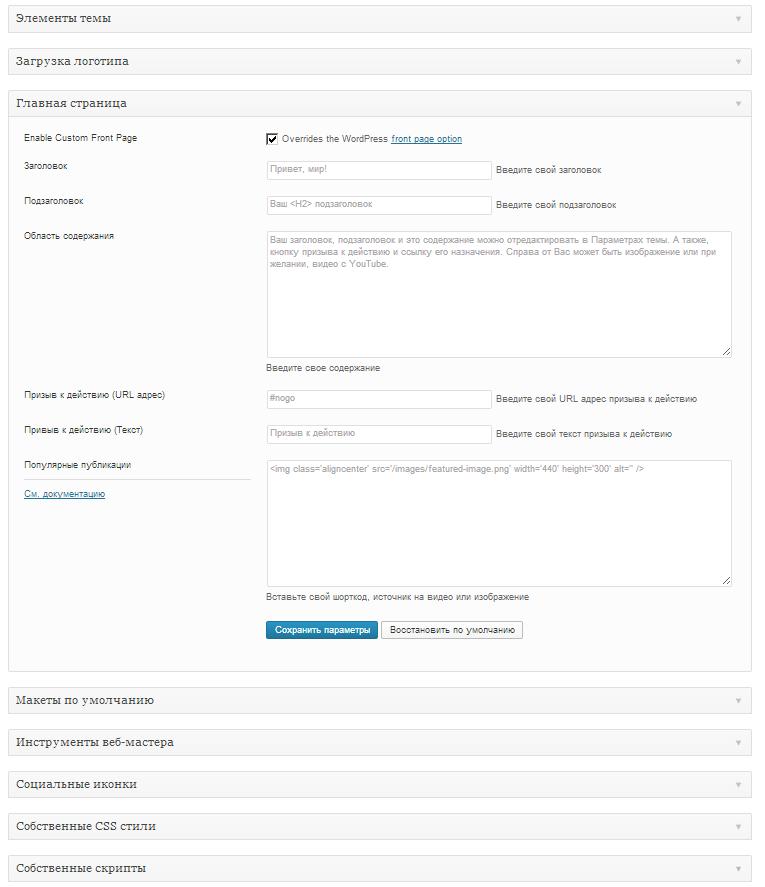 Элементы темы
Загрузка логотипа
Главная страница
Enable Custom Front Page
Overrides the WordPress front page option
Заголовок
Привет, мир!
Введите свой заголовок
Подзаголовок
Ваш <H2> подзаголовок
Введите свой подзаголовок
Область содержания
Ваш заголовок, подзаголовок и это содержание можно отредактировать в Параметрах темы. А также,
кнопку призыва к действию и ссылку его назначения. Справа от Вас может быть изображение или при
желании, видео с YouTube.
Введите свое содержание
Призыв к действию (URL адрес)
#nogo
Введите свой URL адрес призыва к действию
Привыв к действию (Текст)
Призыв к действию
Введите свой текст призыва к действию
Популярные публикации
См. документацию
<img class='aligncenter' src='/images/featured-image.png' width='440' height='300' alt='' />
Вставьте свой шорткод, источник на видео или изображение
Сохранить параметры
Восстановить по умолчанию
Макеты по умолчанию
Инструменты веб-мастера
Социальные иконки
Собственные CSS стили
Собственные скрипты